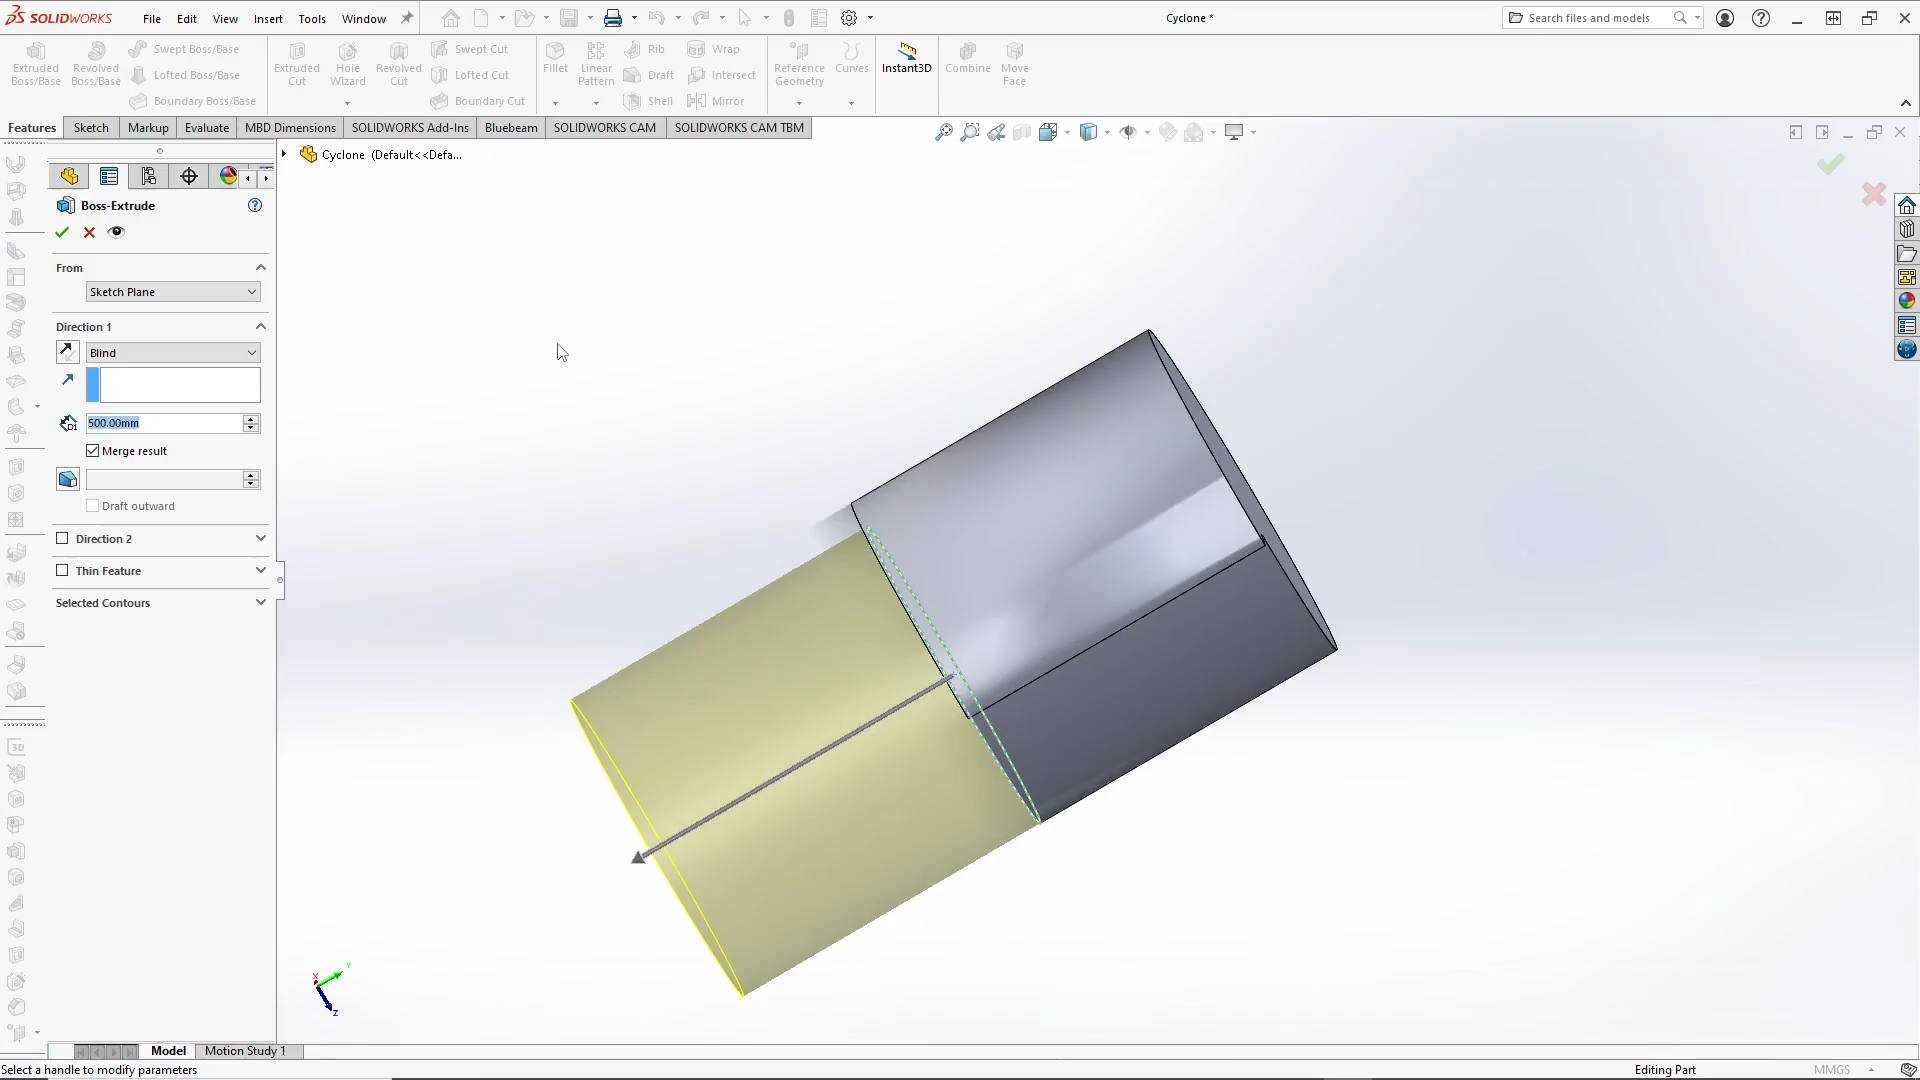 SOLIDWORKS File Edit View Insert Tools Window Cyclone * Search files and models
Extruded Boss/Base
Revolved Boss/Base
Swept Boss/Base
Lofted Boss/Base
Boundary Boss/Base
Extruded Cut
Hole Wizard
Revolved Cut
Swept Cut
Lofted Cut
Boundary Cut
Fillet
Linear Pattern
Rib
Draft
Shell
Wrap
Intersect
Mirror
Reference Geometry
Curves
Instant3D
Combine
Move Face
Features Sketch Markup Evaluate MBD Dimensions SOLIDWORKS Add-Ins Bluebeam SOLIDWORKS CAM SOLIDWORKS CAM TBM
Cyclone (Default<<Defa...
Boss-Extrude
From
Sketch Plane
Direction 1
Blind
D1
500.00mm
Merge result
Draft outward
Direction 2
Thin Feature
Selected Contours
3D
X
Y
Z
Model Motion Study 1
Select a handle to modify parameters Editing Part MMGS